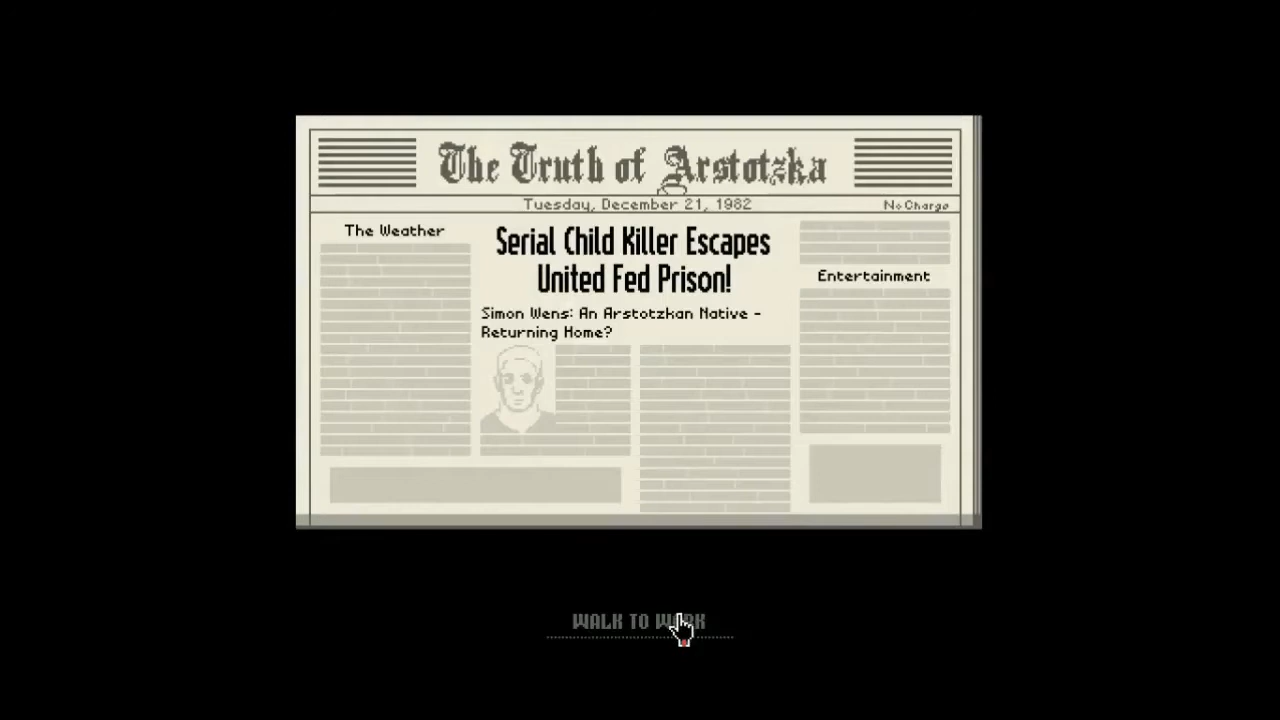 The Truth of Arstotzka
Tuesday, December 21, 1982
No Charge
The Weather
Serial Child Killer Escapes
United Fed Prison!
Simon Wens: An Arstotzkan Native -
Returning Home?
Entertainment
WALK TO WORK